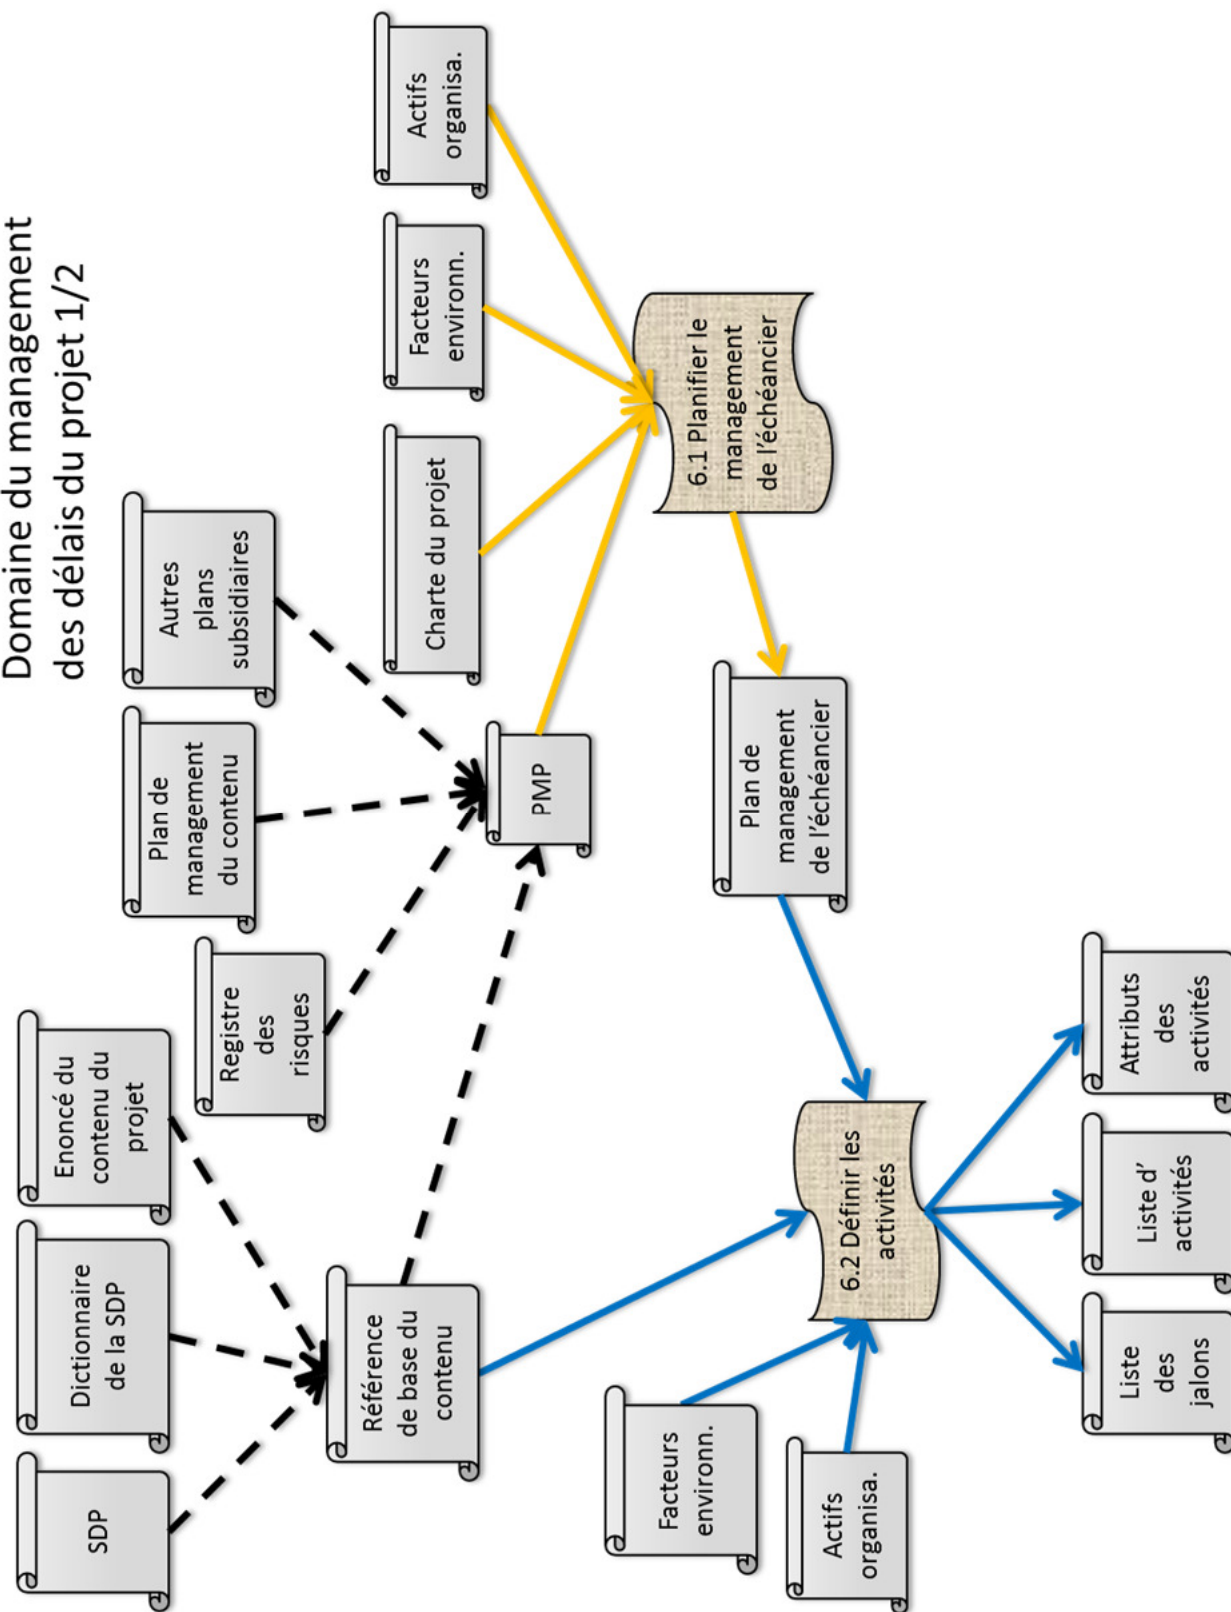 Domaine du management
des délais du projet 1/2
SDP
Dictionnaire
de la SDP
Enoncé du
contenu du
projet
Registre
des
risques
Plan de
management
du contenu
Autres
plans
subsidiaires
Référence
de base du
contenu
PMP
Charte du projet
Facteurs
environn.
Actifs
organisa.
6.1 Planifier le
management
de l'échéancier
Plan de
management
de l'échéancier
Facteurs
environn.
Actifs
organisa.
6.2 Définir les
activités
Liste
des
jalons
Liste d’
activités
Attributs
des
activités